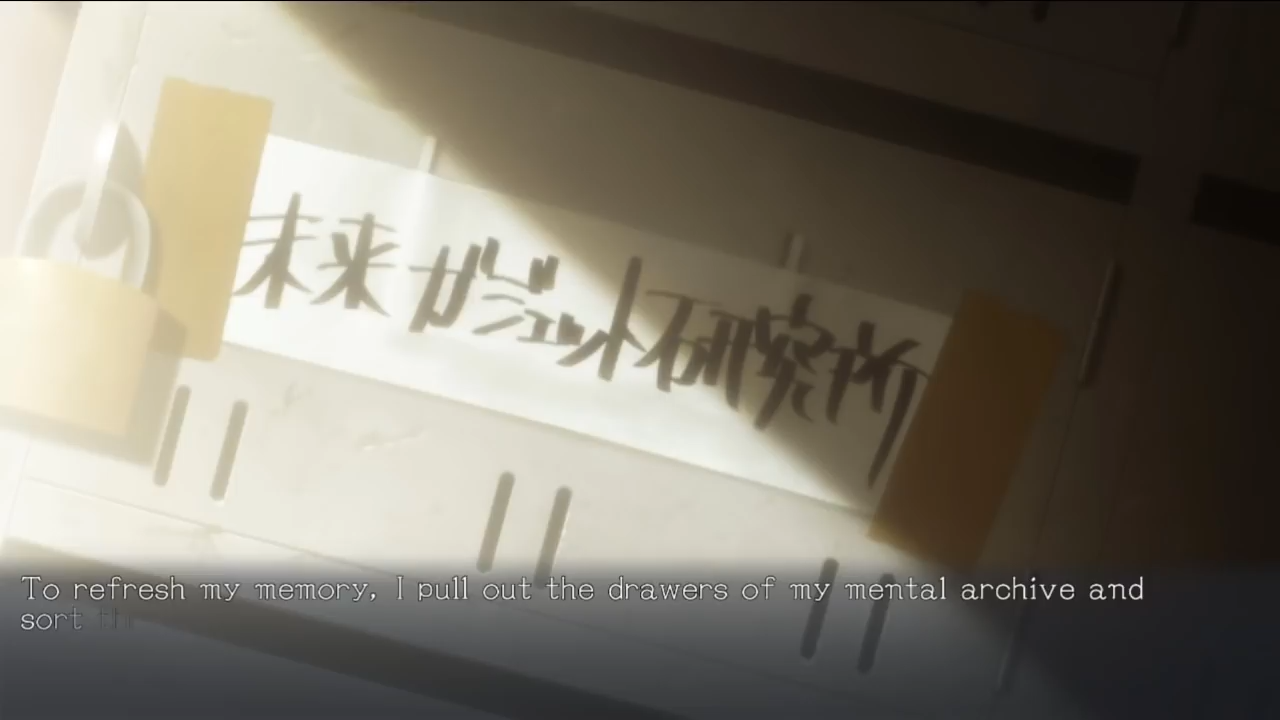 未来ガジェット研究所
To refresh my memory, I pull out the drawers of my mental archive and
sort